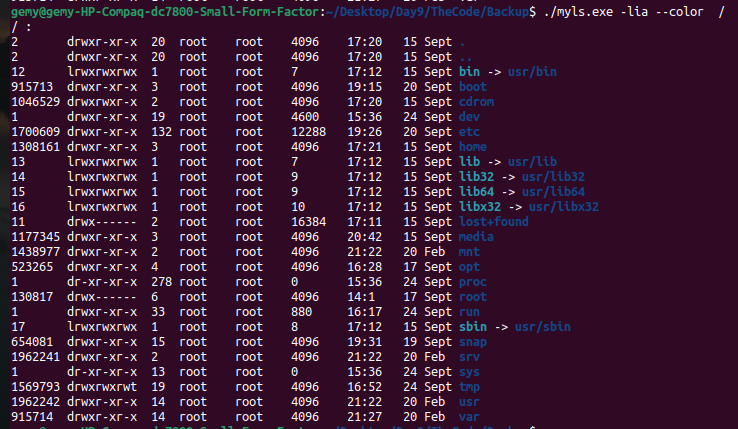 gemy@gemy-HP-Compaq-dc7800-Small-Form-Factor:~/Desktop/Day9/TheCode/Backup$ ./myls.exe -lia --color  /
/ :
2       drwxr-xr-x  20  root    root    4096    17:20   15 Sept .
2       drwxr-xr-x  20  root    root    4096    17:20   15 Sept ..
12      lrwxrwxrwx  1   root    root    7       17:12   15 Sept bin -> usr/bin
915713  drwxr-xr-x  3   root    root    4096    19:15   20 Sept boot
1046529 drwxrwxr-x  2   root    root    4096    17:20   15 Sept cdrom
1       drwxr-xr-x  19  root    root    4600    15:36   24 Sept dev
1700609 drwxr-xr-x  132 root    root    12288   19:26   20 Sept etc
1308161 drwxr-xr-x  3   root    root    4096    17:21   15 Sept home
13      lrwxrwxrwx  1   root    root    7       17:12   15 Sept lib -> usr/lib
14      lrwxrwxrwx  1   root    root    9       17:12   15 Sept lib32 -> usr/lib32
15      lrwxrwxrwx  1   root    root    9       17:12   15 Sept lib64 -> usr/lib64
16      lrwxrwxrwx  1   root    root    10      17:12   15 Sept libx32 -> usr/libx32
11      drwx------  2   root    root    16384   17:11   15 Sept lost+found
1177345 drwxr-xr-x  3   root    root    4096    20:42   15 Sept media
1438977 drwxr-xr-x  2   root    root    4096    21:22   20 Feb  mnt
523265  drwxr-xr-x  4   root    root    4096    16:28   17 Sept opt
1       dr-xr-xr-x  278 root    root    0       15:36   24 Sept proc
130817  drwx------  6   root    root    4096    14:1    17 Sept root
1       drwxr-xr-x  33  root    root    880     16:17   24 Sept run
17      lrwxrwxrwx  1   root    root    8       17:12   15 Sept sbin -> usr/sbin
654081  drwxr-xr-x  15  root    root    4096    19:31   19 Sept snap
1962241 drwxr-xr-x  2   root    root    4096    21:22   20 Feb  srv
1       dr-xr-xr-x  13  root    root    0       15:36   24 Sept sys
1569793 drwxrwxrwt  19  root    root    4096    16:52   24 Sept tmp
1962242 drwxr-xr-x  14  root    root    4096    21:22   20 Feb  usr
915714  drwxr-xr-x  14  root    root    4096    21:27   20 Feb  var